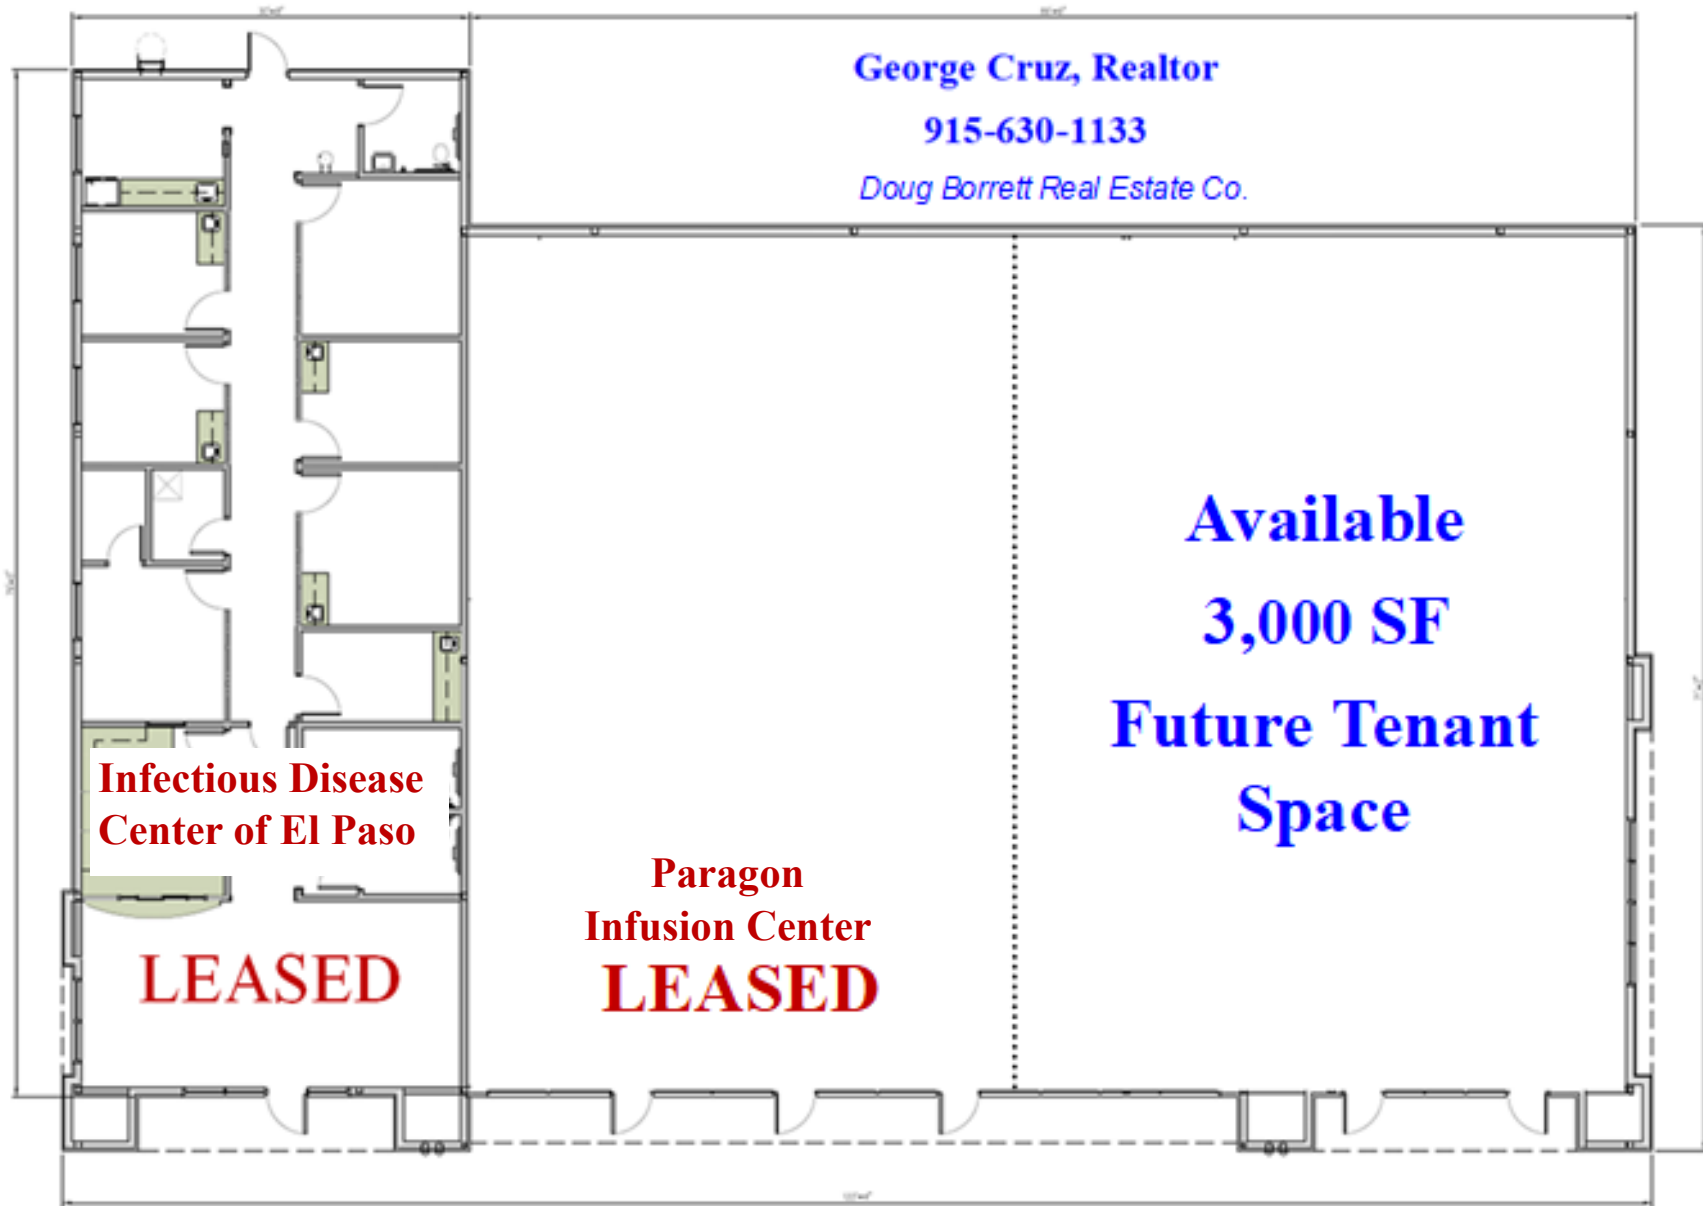 George Cruz, Realtor
915-630-1133
Doug Borrett Real Estate Co.
Available
3,000 SF
Future Tenant
Space
Infectious Disease
Center of El Paso
LEASED
Paragon
Infusion Center
LEASED